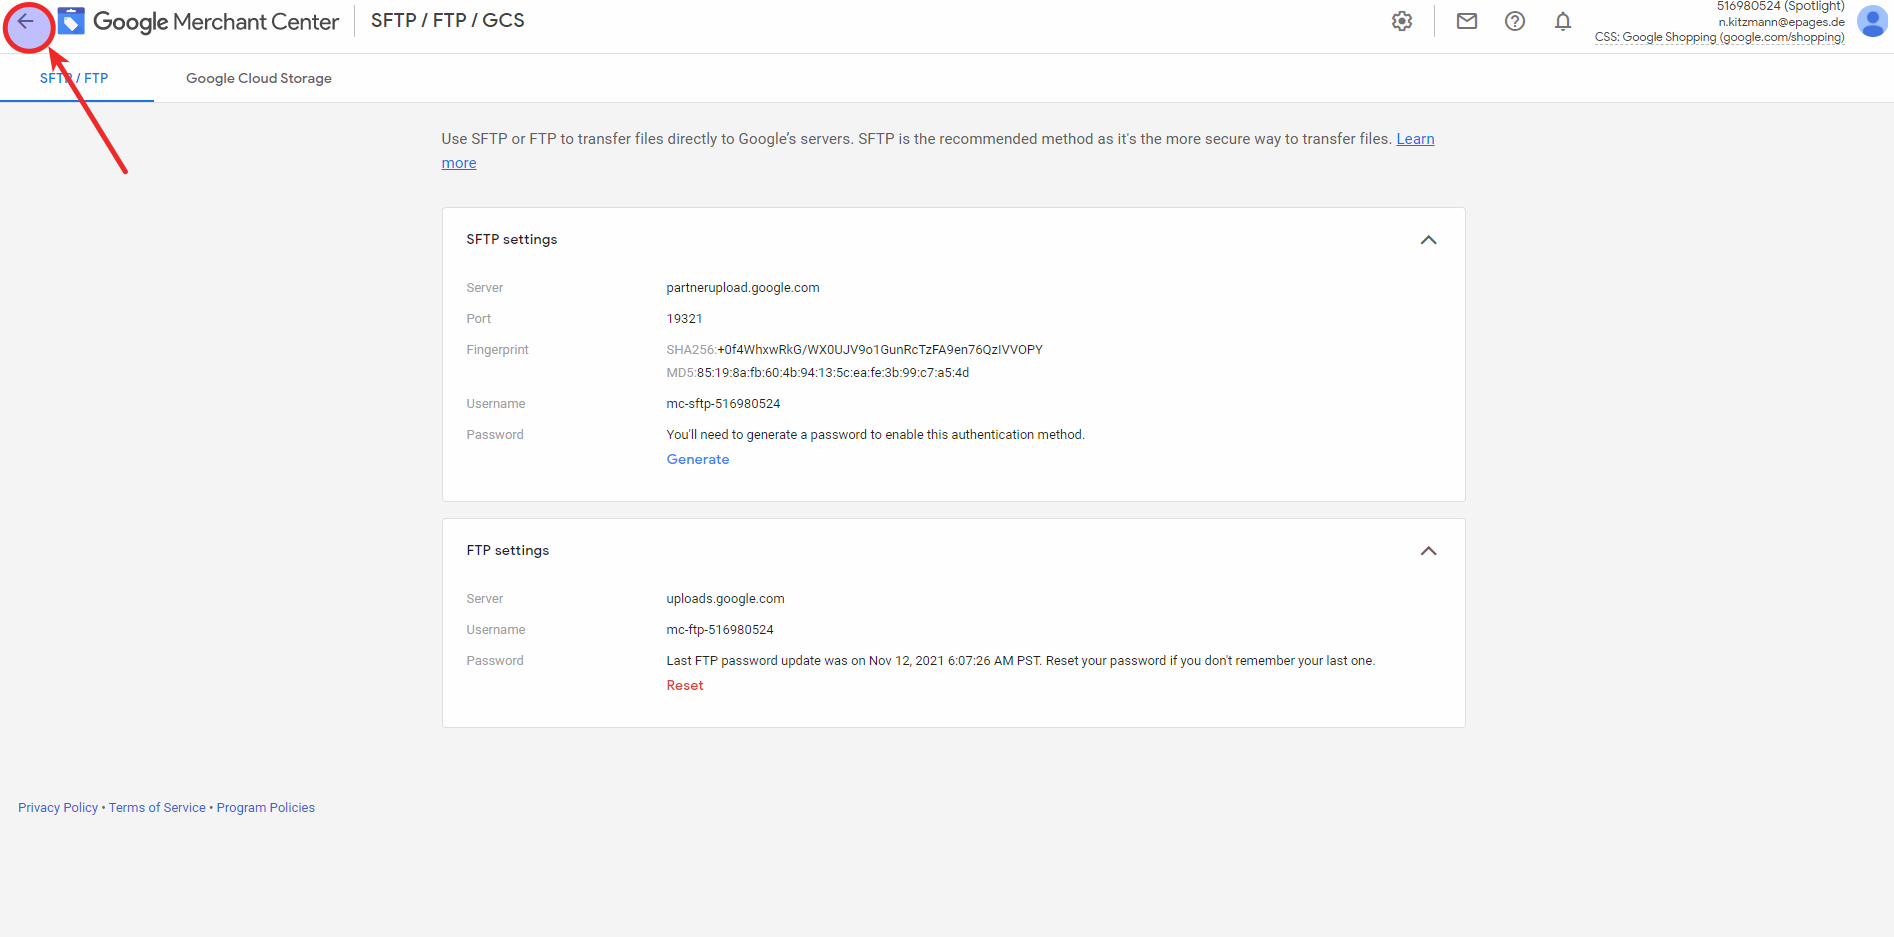 Google Merchant Center
SFTP / FTP / GCS
516980524 (Spotlight)
n.kitzmann@epages.de
CSS: Google Shopping (google.com/shopping)
SFTP / FTP
Google Cloud Storage
Use SFTP or FTP to transfer files directly to Google’s servers. SFTP is the recommended method as it's the more secure way to transfer files. Learn
more
SFTP settings
Server
partnerupload.google.com
Port
19321
Fingerprint
SHA256:+0f4WhxwRkG/WX0UJV9o1GunRcTzFA9en76QzIVVOPY
MD5:85:19:8a:fb:60:4b:94:13:5c:ea:fe:3b:99:c7:a5:4d
Username
mc-sftp-516980524
Password
You'll need to generate a password to enable this authentication method.
Generate
FTP settings
Server
uploads.google.com
Username
mc-ftp-516980524
Password
Last FTP password update was on Nov 12, 2021 6:07:26 AM PST. Reset your password if you don't remember your last one.
Reset
Privacy Policy • Terms of Service • Program Policies